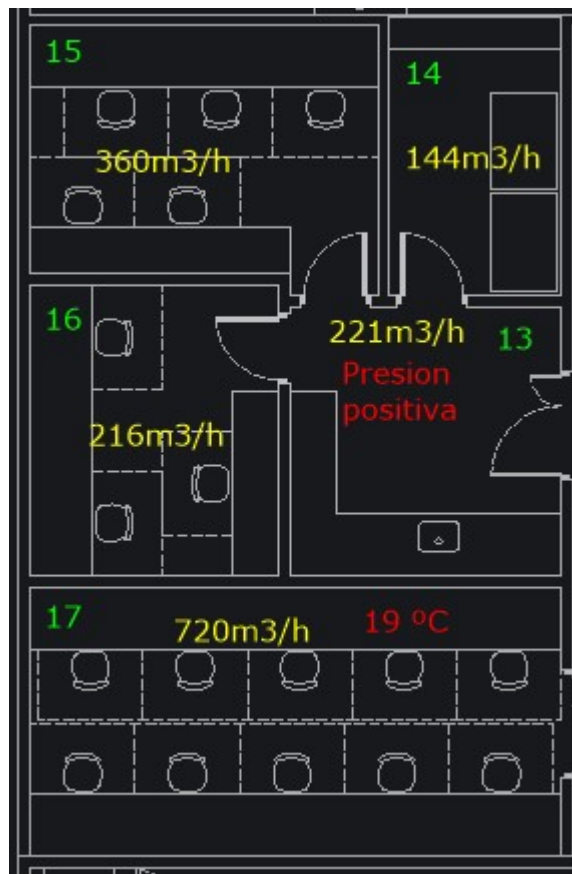 15
14
360m3/h
144m3/h
16
221m3/h
13
Presion
positiva
216m3/h
17
720m3/h
19 ºC